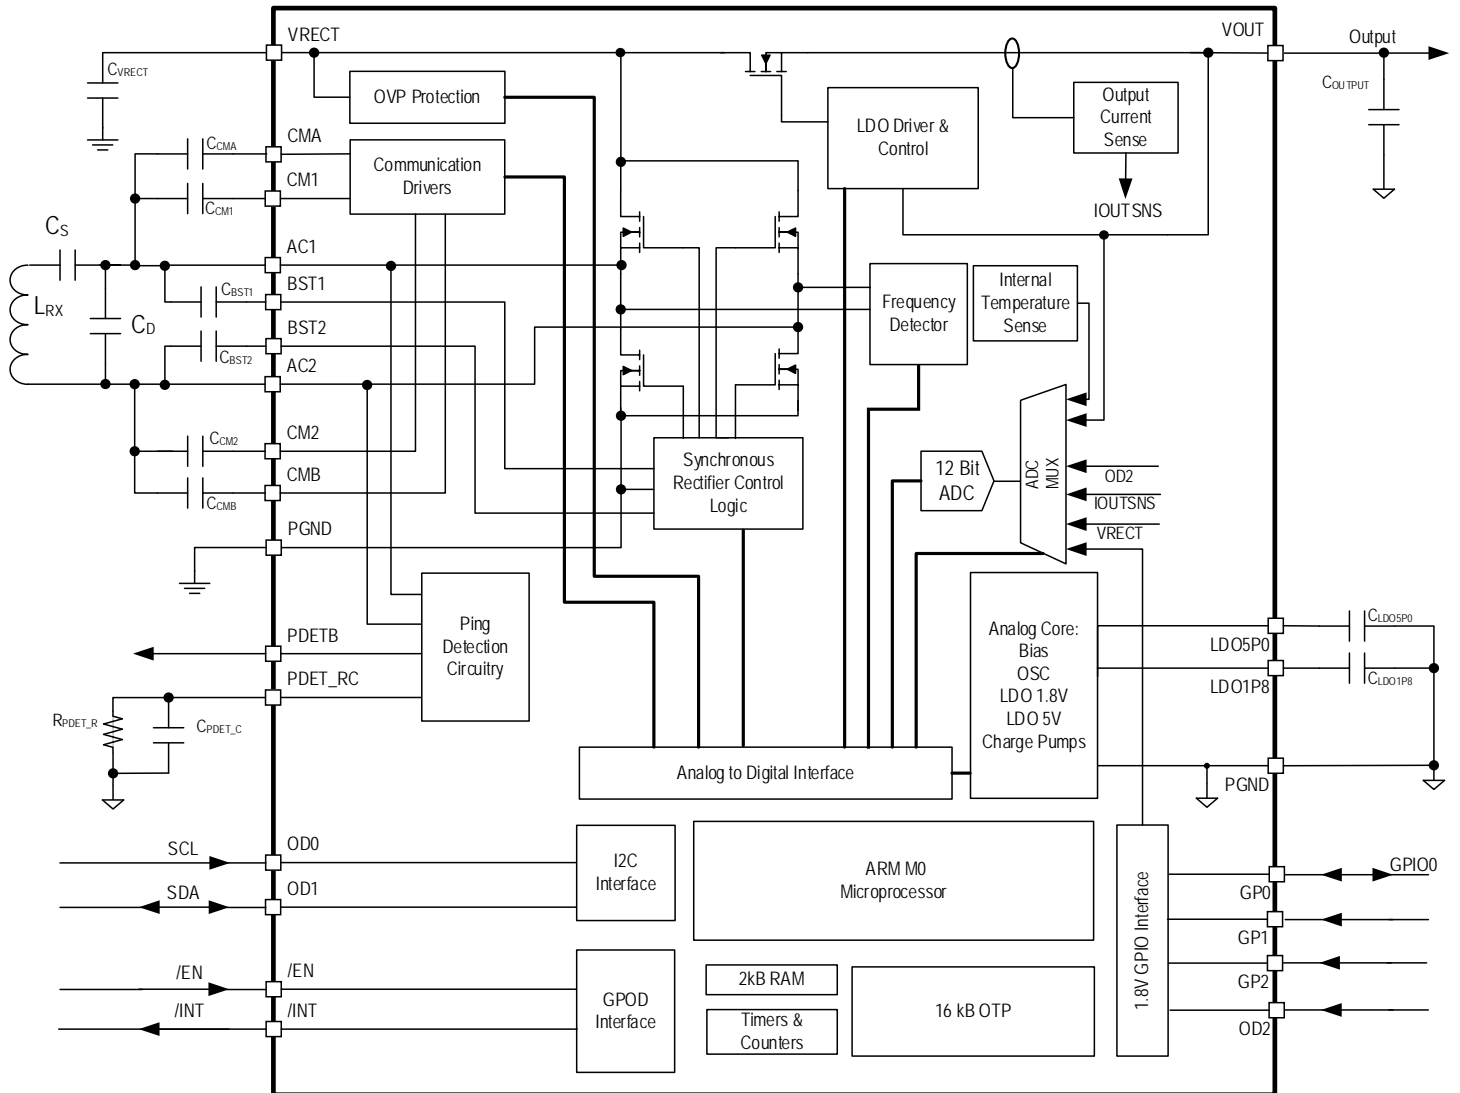 VRECT
VOUT
Output
CVRECT
OVP Protection
COUTPUT
LDO Driver &
Control
Output
Current
Sense
CMA
CCMA
Communication
Drivers
CM1
CCM1
IOUTSNS
CS
AC1
BST1
CBST1
LRX
CD
BST2
CBST2
AC2
Frequency
Detector
Internal
Temperature
Sense
CM2
CCM2
CMB
CCMB
Synchronous
Rectifier Control
Logic
12 Bit
ADC
ADC
MUX
OD2
IOUTSNS
VRECT
PGND
Ping
Detection
Circuitry
PDETB
PDET_RC
RPDET_R
CPDET_C
Analog Core:
Bias
OSC
LDO 1.8V
LDO 5V
Charge Pumps
CLDO5P0
LDO5P0
CLDO1P8
LDO1P8
Analog to Digital Interface
PGND
SCL
OD0
SDA
OD1
I2C
Interface
ARM M0
Microprocessor
1.8V GPIO Interface
GPIO0
GP0
GP1
GP2
OD2
/EN
/EN
/INT
/INT
GPOD
Interface
2kB RAM
Timers &
Counters
16 kB OTP